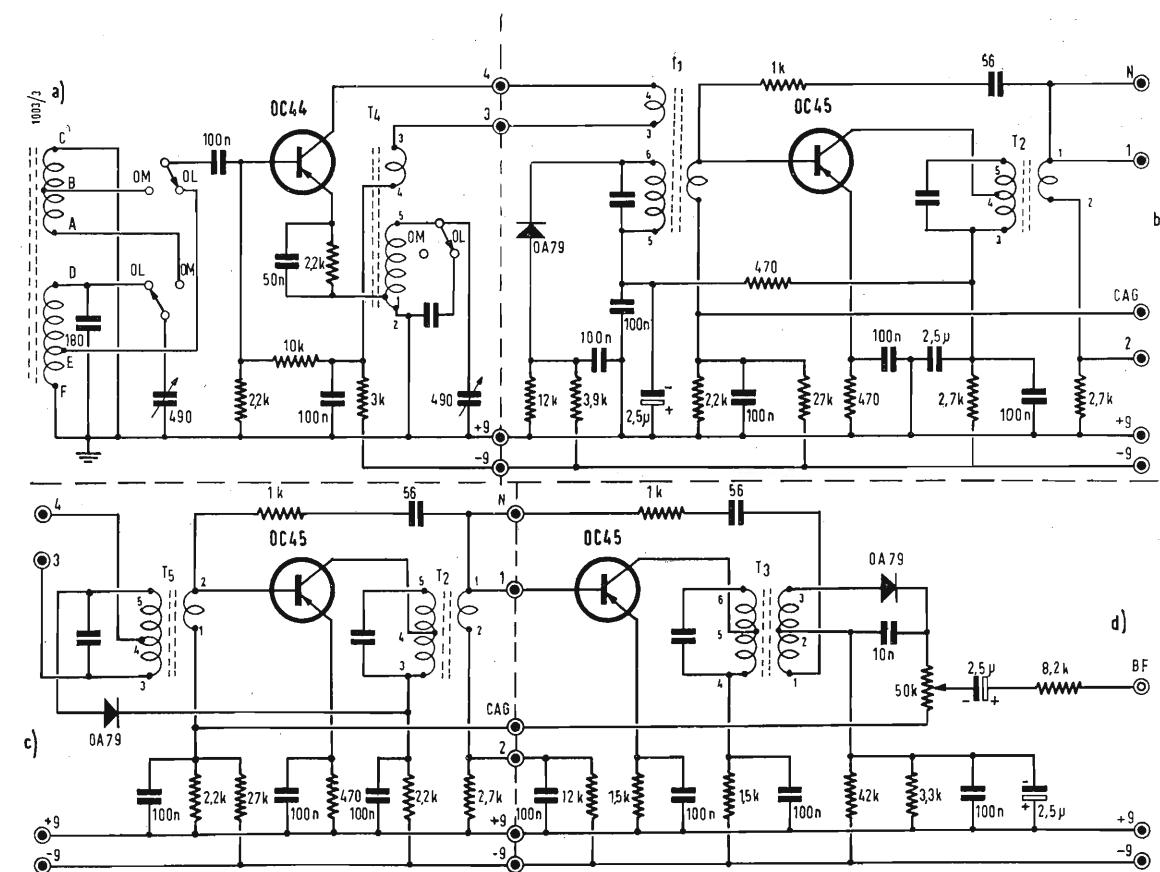 1003/3
a)
C
B
A
D
E
F
OM
OL
OL
OM
180
490
100n
OC44
50n
2,2k
10k
2,2k
100n
3k
T4
3
4
5
OM
OL
1
2
490
4
3
+9
-9
T1
4
3
6
5
OA79
100n
12k
3,9k
100n
2,5µ
-
+
1k
56
OC45
T2
5
4
3
1
2
470
2,2k
100n
27k
470
100n
2,5µ
2,7k
100n
2,7k
N
1
b
CAG
2
+9
-9
4
3
T5
5
4
3
2
1
OA79
c)
1k
56
OC45
T2
5
4
3
1
2
100n
2,2k
27k
100n
470
100n
2,2k
2,7k
+9
-9
N
1
CAG
2
+9
-9
1k
56
OC45
T3
6
5
4
3
2
1
OA79
10n
50k
2,5µ
-
+
8,2k
d)
BF
100n
12k
1,5k
100n
1,5k
100n
42k
3,3k
100n
-
+
2,5µ
+9
-9